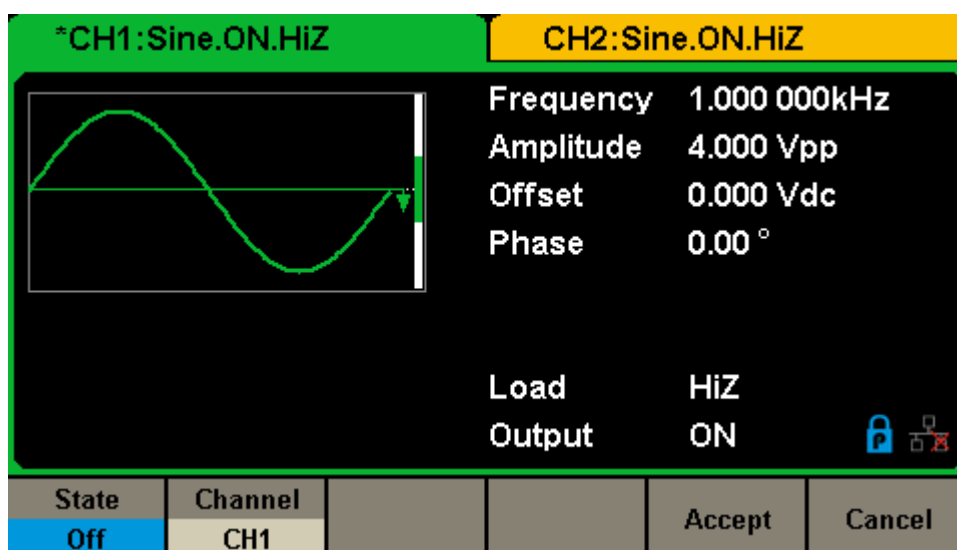 *CH1:Sine.ON.HiZ
CH2:Sine.ON.HiZ
Frequency 1.000 000kHz
Amplitude 4.000 Vpp
Offset 0.000 Vdc
Phase 0.00 °
Load HiZ
Output ON
P
State Channel Accept Cancel
Off CH1